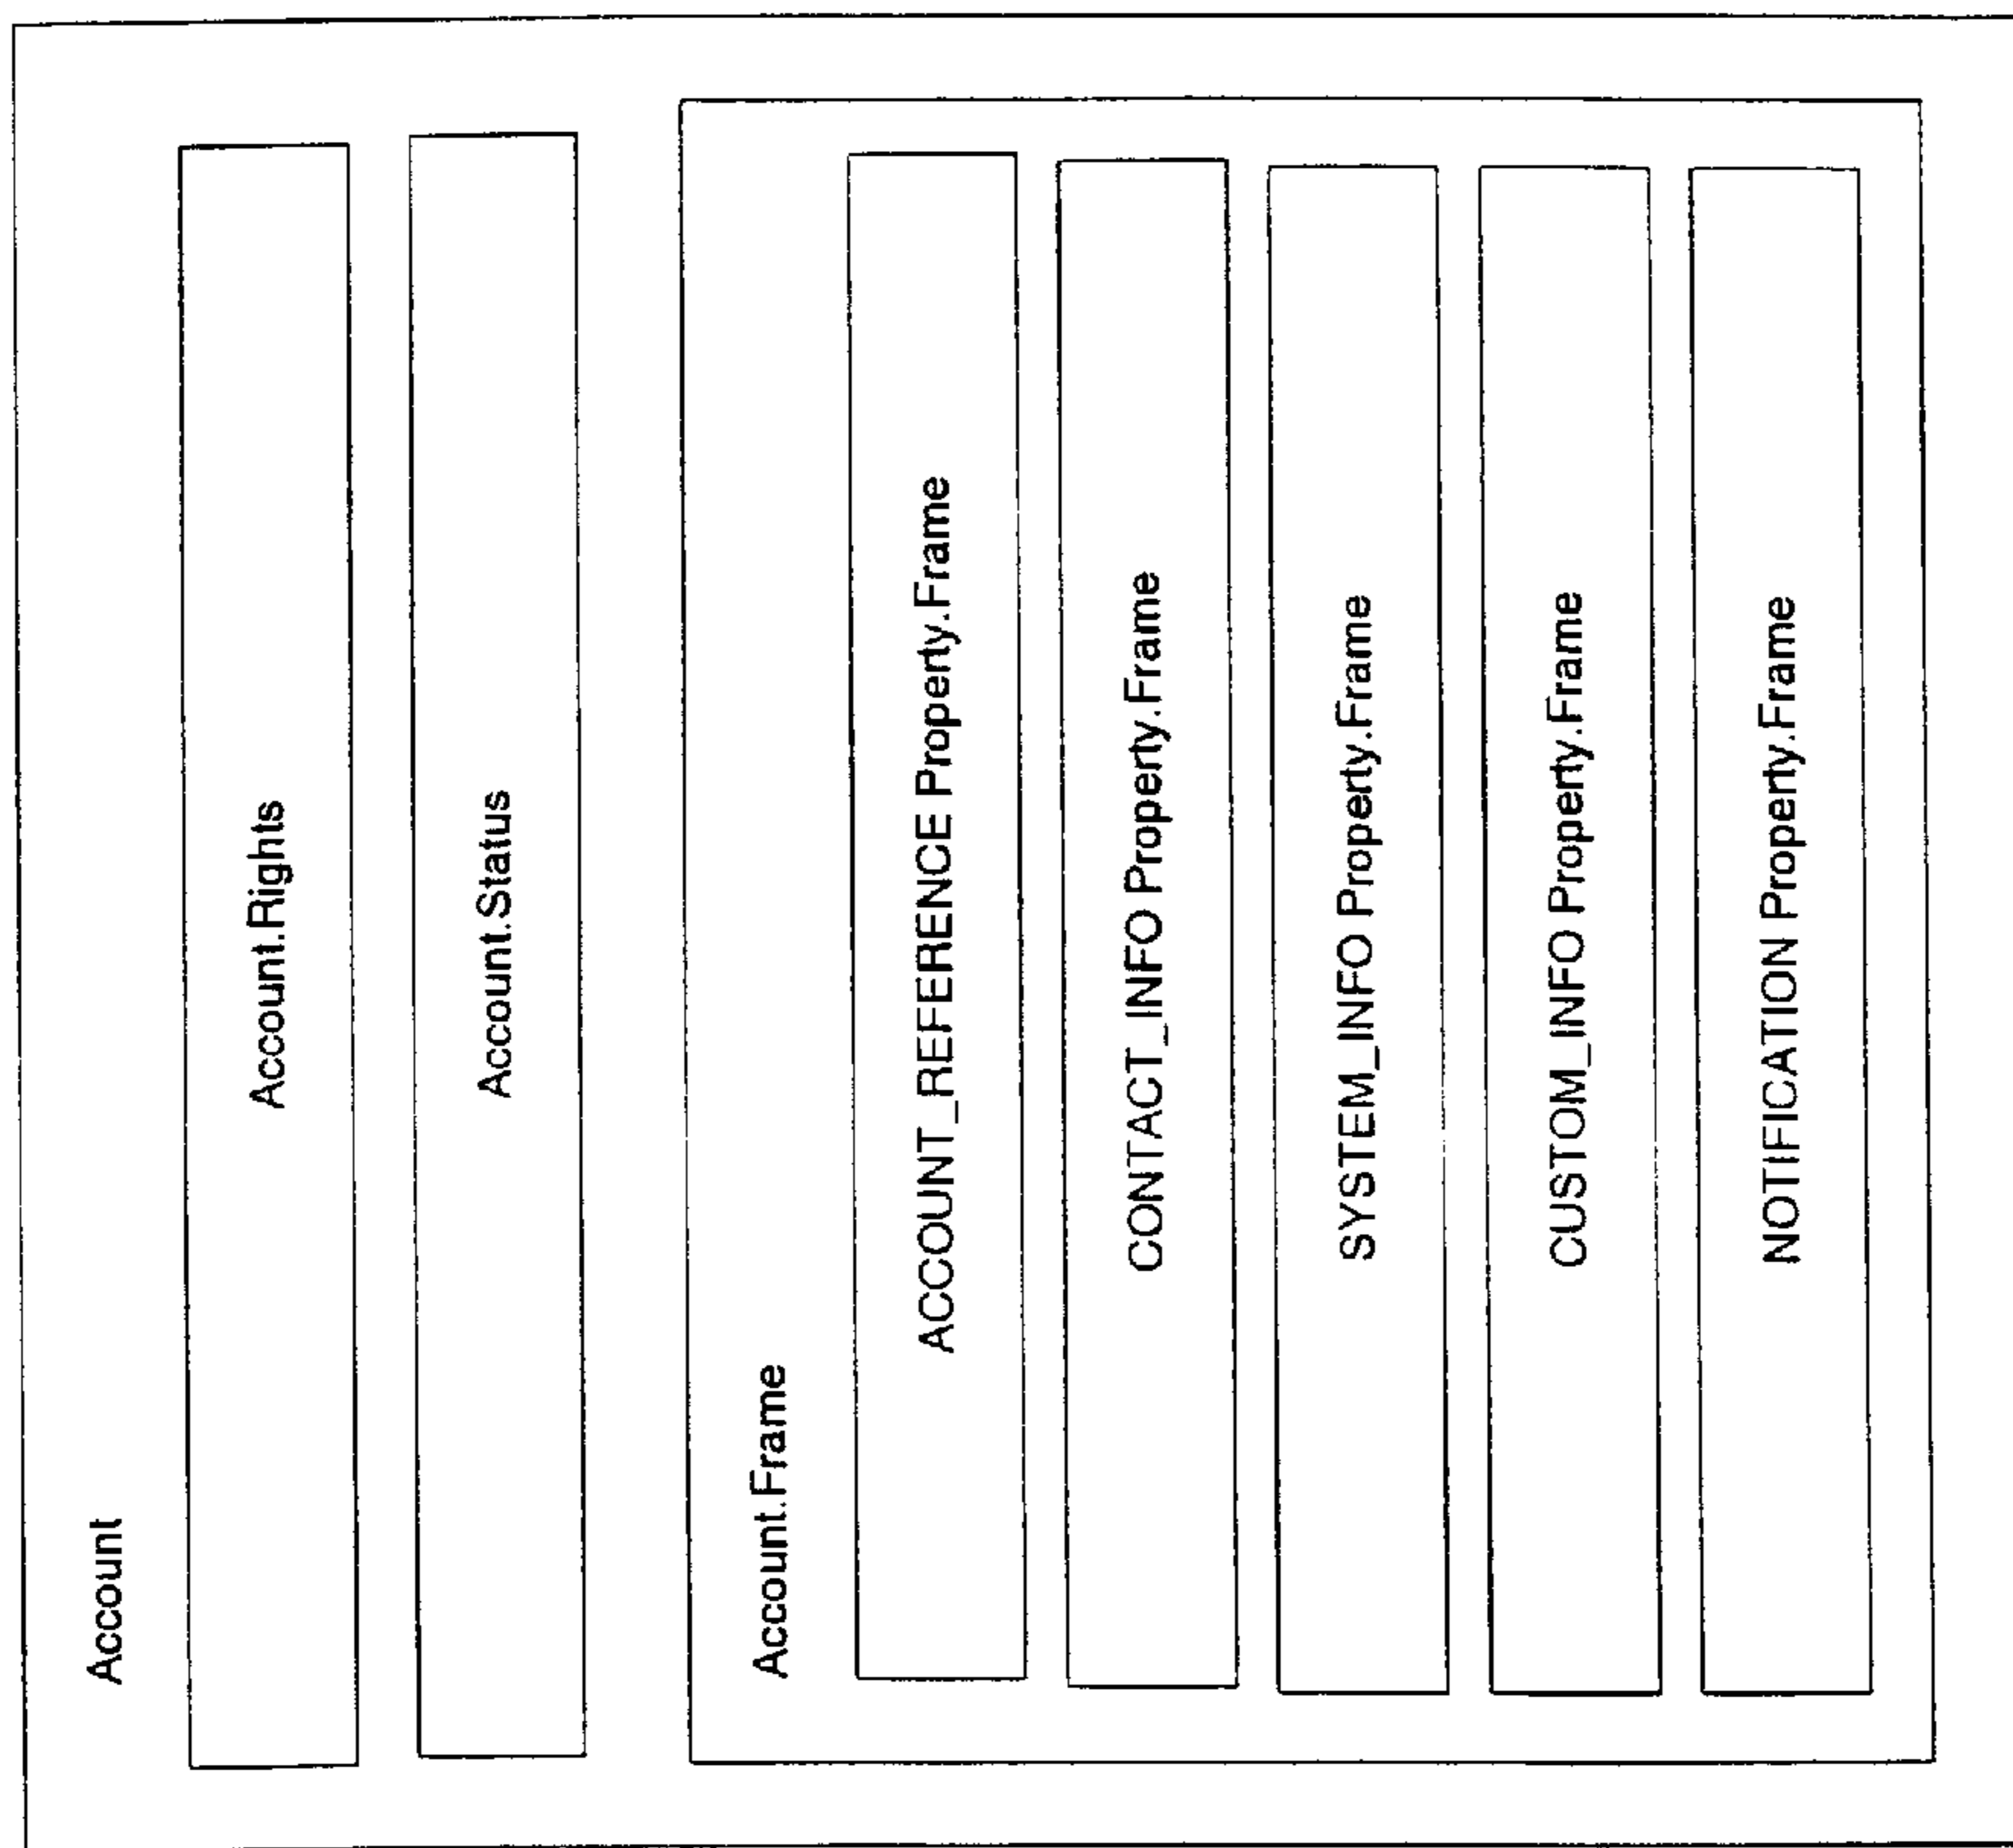 Account
Account.Rights
Account.Status
Account.Frame
ACCOUNT_REFERENCE Property.Frame
CONTACT_INFO Property.Frame
SYSTEM_INFO Property.Frame
CUSTOM_INFO Property.Frame
NOTIFICATION Property.Frame